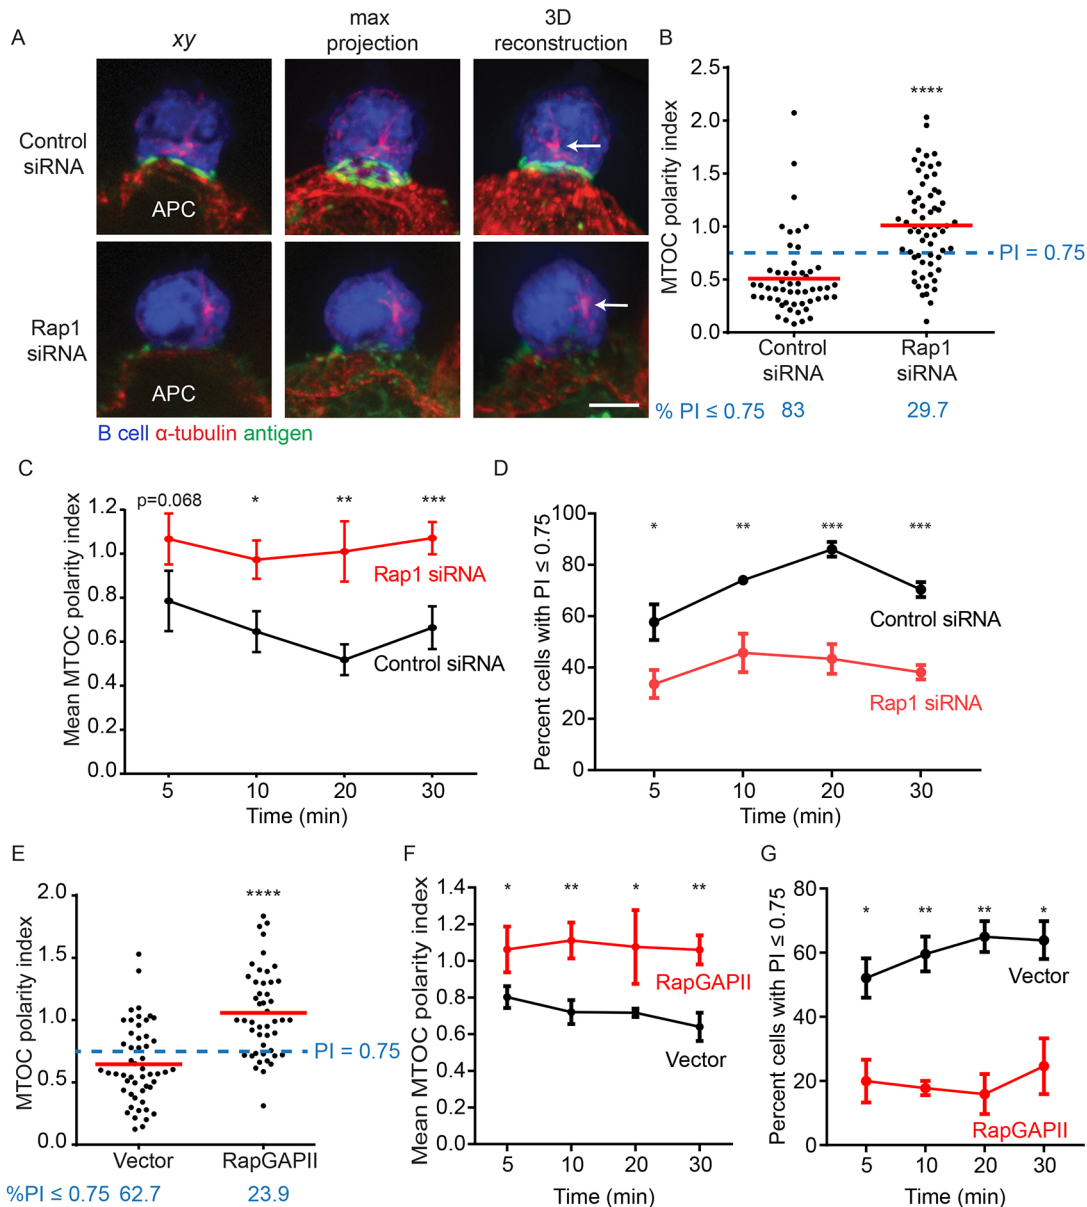 A
xy
max
projection
3D
reconstruction
Control
siRNA
APC
Rap1
siRNA
APC
B cell α-tubulin antigen
B
MTOC polarity index
2.5
2.0
1.5
1.0
0.5
0.0
****
PI = 0.75
Control
siRNA
Rap1
siRNA
% PI ≤ 0.75 83 29.7
C
Mean MTOC polarity index
1.2
1.0
0.8
0.6
0.4
0.2
0.0
p=0.068 * ** ***
Rap1 siRNA
Control siRNA
5 10 20 30
Time (min)
D
Percent cells with PI ≤ 0.75
100
80
60
40
20
0
* ** *** ***
Control siRNA
Rap1 siRNA
5 10 20 30
Time (min)
E
MTOC polarity index
2.0
1.5
1.0
0.5
0.0
****
PI = 0.75
Vector RapGAPII
%PI ≤ 0.75 62.7 23.9
F
Mean MTOC polarity index
1.4
1.2
1.0
0.8
0.6
0.4
0.2
0.0
* ** * **
RapGAPII
Vector
5 10 20 30
Time (min)
G
Percent cells with PI ≤ 0.75
80
60
40
20
0
* ** ** *
Vector
RapGAPII
5 10 20 30
Time (min)